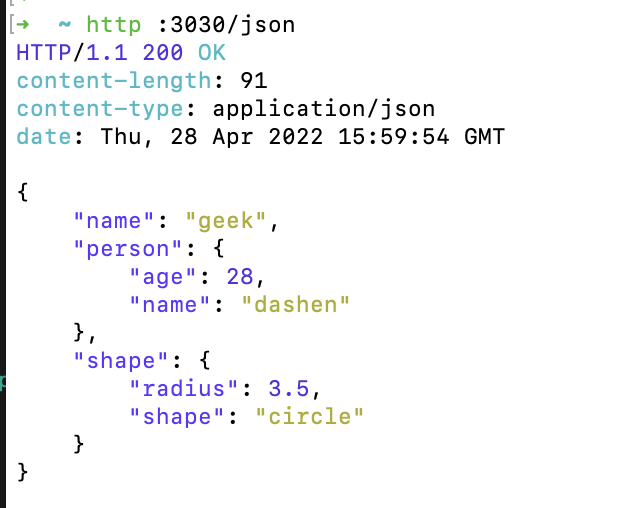 [➜  ~ http :3030/json
HTTP/1.1 200 OK
content-length: 91
content-type: application/json
date: Thu, 28 Apr 2022 15:59:54 GMT

{
    "name": "geek",
    "person": {
        "age": 28,
        "name": "dashen"
    },
    "shape": {
        "radius": 3.5,
        "shape": "circle"
    }
}